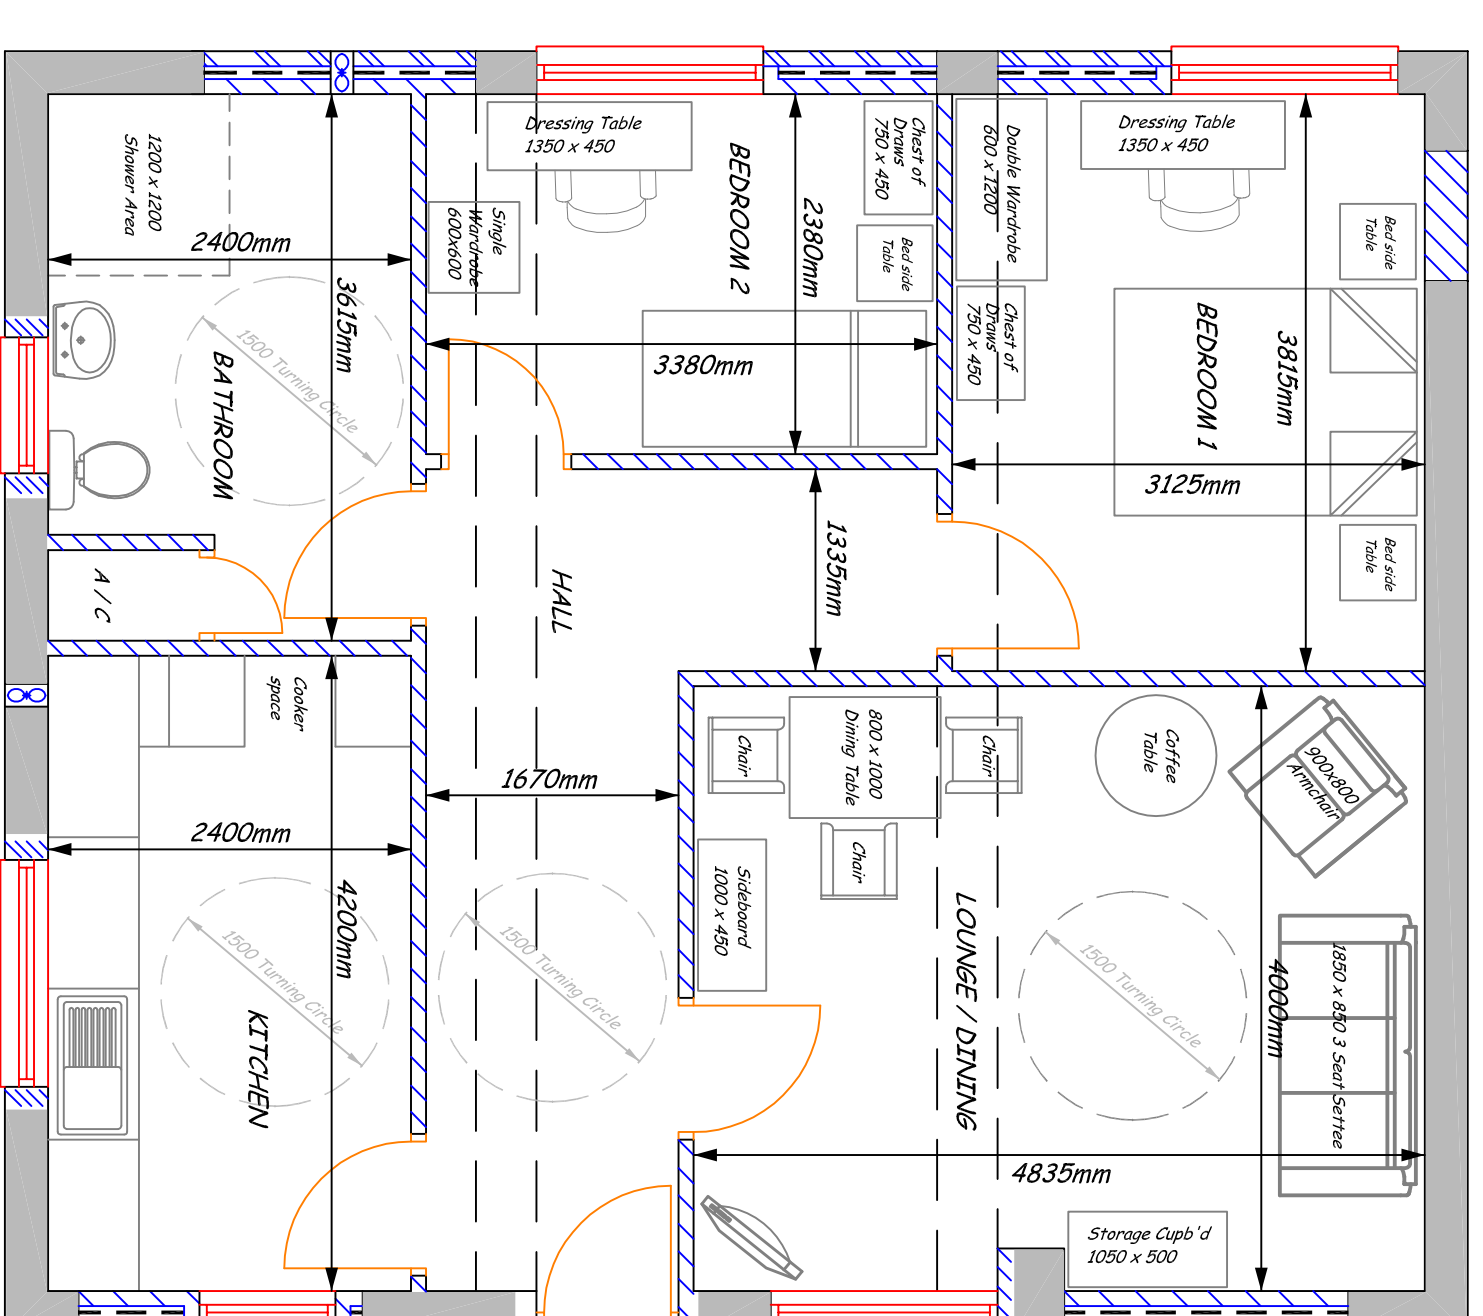 1200 x 1200
Shower Area
2400mm
3615mm
1500 Turning Circle
BATHROOM
A / C
Dressing Table
1350 x 450
Single
Wardrobe
600x600
BEDROOM 2
2380mm
Chest of
Draws
750 x 450
Bed side
Table
3380mm
Double Wardrobe
600 x 1200
Chest of
Draws
750 x 450
Dressing Table
1350 x 450
Bed side
Table
BEDROOM 1
3815mm
3125mm
Bed side
Table
HALL
1335mm
1670mm
1500 Turning Circle
Cooker
space
2400mm
4200mm
1500 Turning Circle
KITCHEN
Chair
800 x 1000
Dining Table
Chair
Chair
Sideboard
1000 x 450
Coffee
Table
900x800
Armchair
LOUNGE / DINING
1500 Turning Circle
4000mm
1850 x 850 3 Seat Settee
4835mm
Storage Cupb'd
1050 x 500